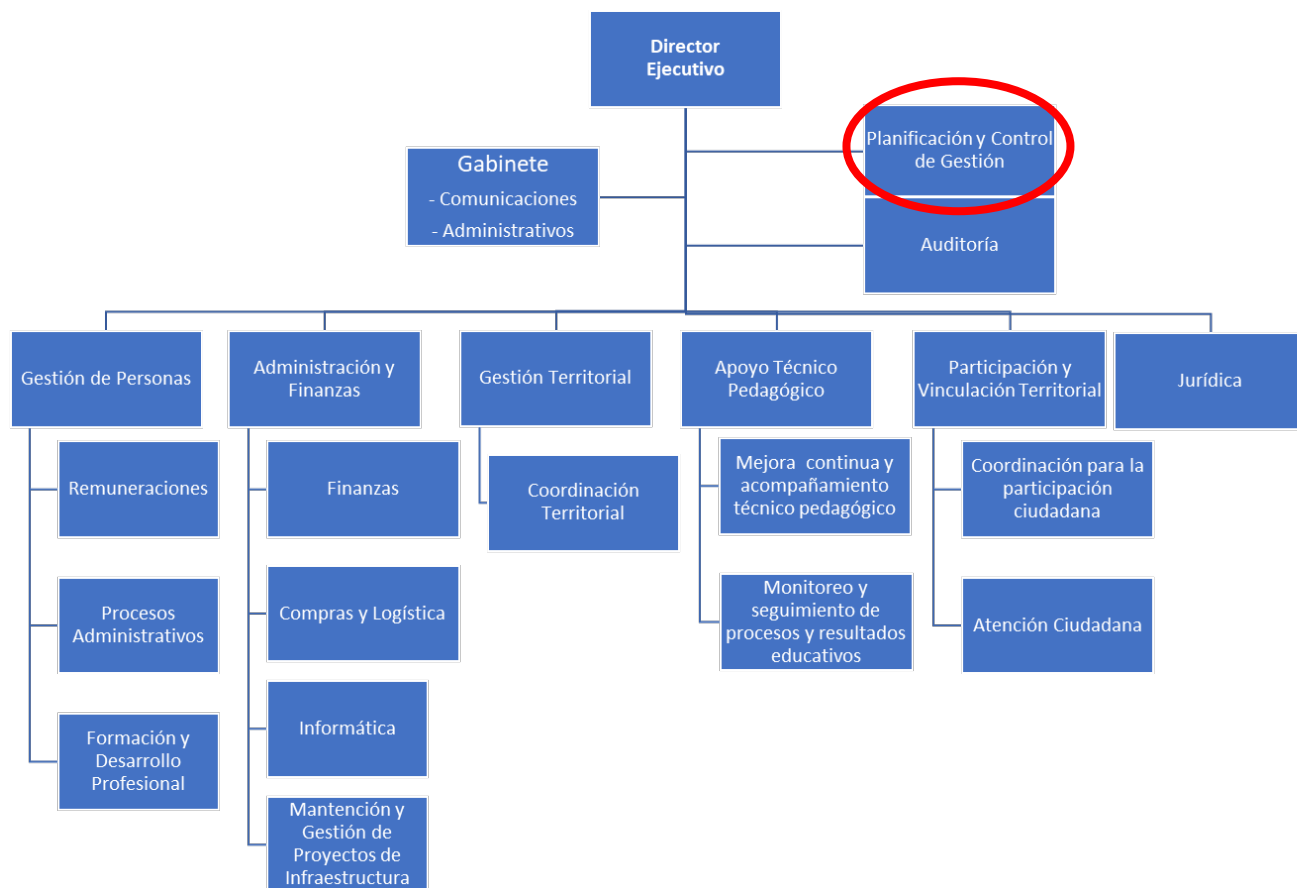 Director
Ejecutivo
Planificación y Control
de Gestión
Gabinete
- Comunicaciones
- Administrativos
Auditoría
Gestión de Personas
Administración y
Finanzas
Gestión Territorial
Apoyo Técnico
Pedagógico
Participación y
Vinculación Territorial
Jurídica
Remuneraciones
Procesos
Administrativos
Formación y
Desarrollo
Profesional
Finanzas
Compras y Logística
Informática
Mantención y
Gestión de
Proyectos de
Infraestructura
Coordinación
Territorial
Mejora continua y
acompañamiento
técnico pedagógico
Monitoreo y
seguimiento de
procesos y resultados
educativos
Coordinación para la
participación
ciudadana
Atención Ciudadana